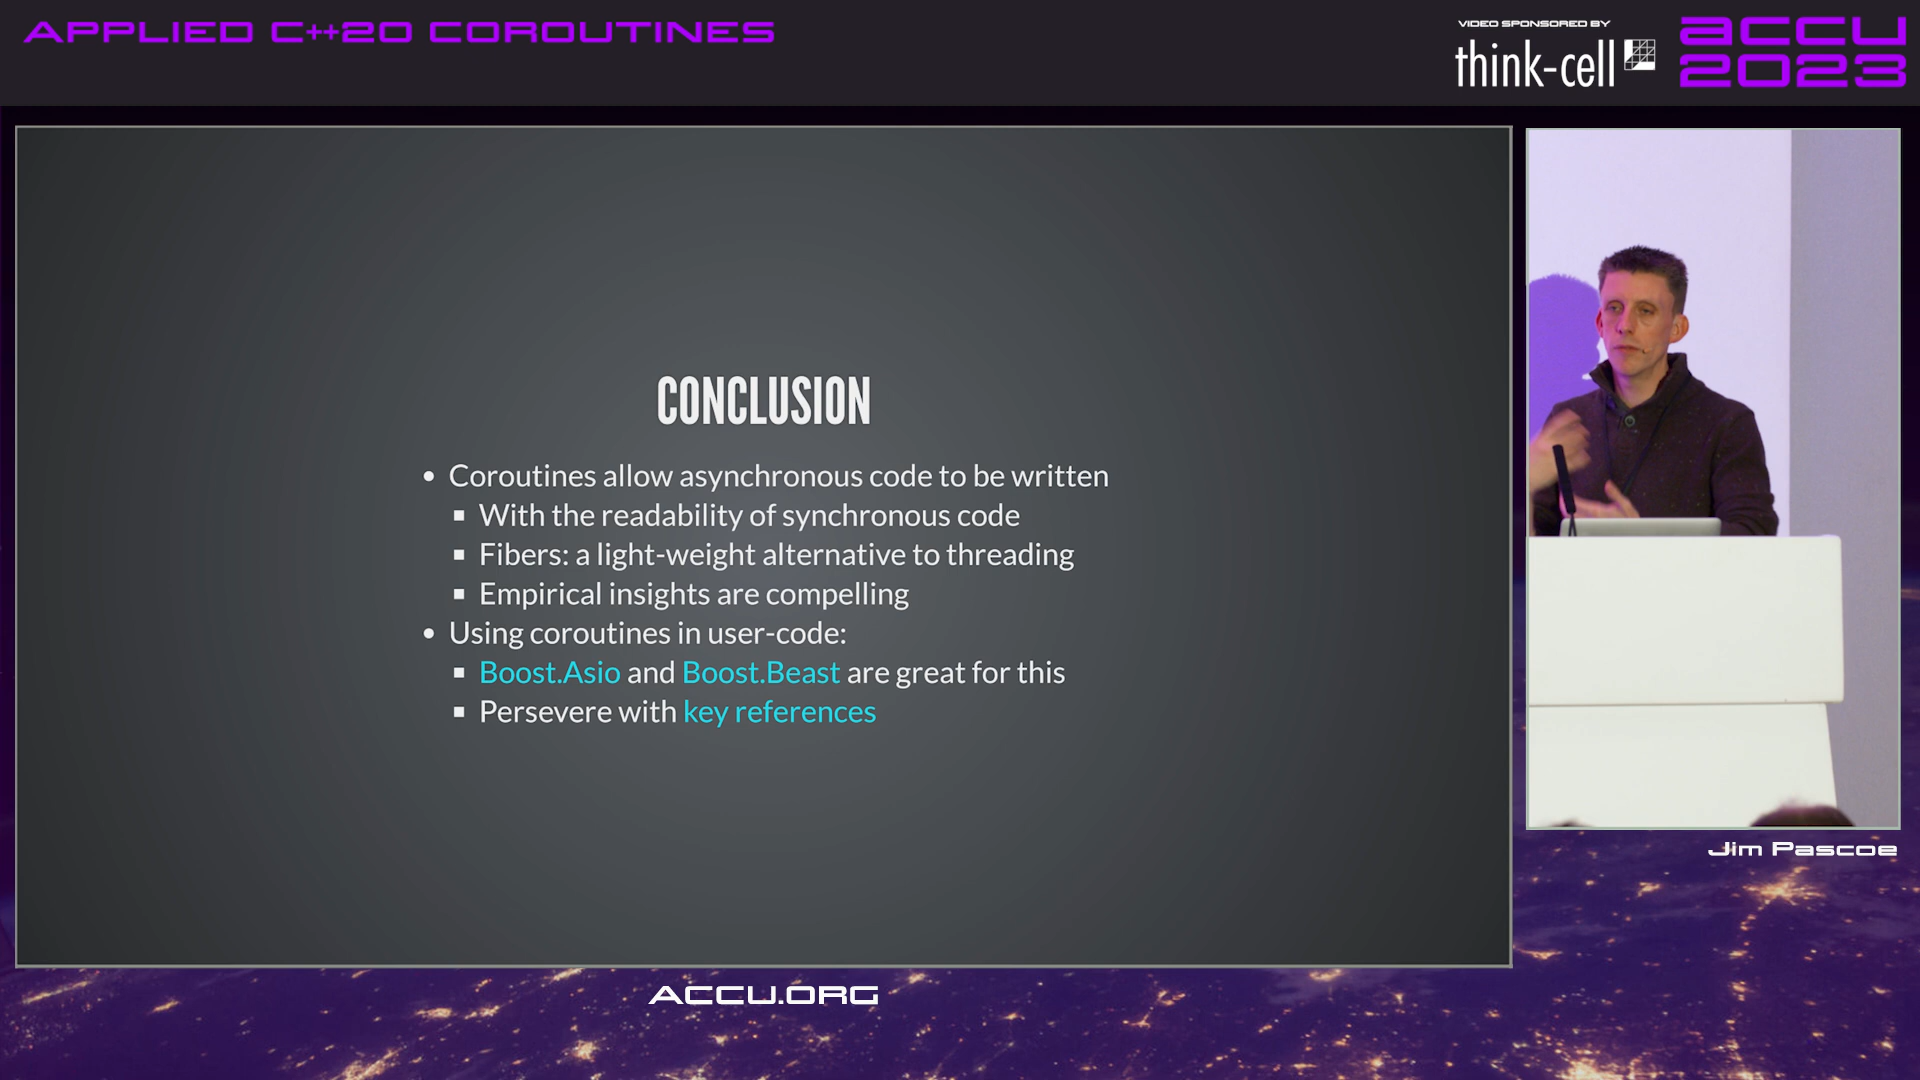 APPLIED C++20 COROUTINES
VIDEO SPONSORED BY
think-cell
accu
2023
CONCLUSION
• Coroutines allow asynchronous code to be written
▪ With the readability of synchronous code
▪ Fibers: a light-weight alternative to threading
▪ Empirical insights are compelling
• Using coroutines in user-code:
▪ Boost.Asio and Boost.Beast are great for this
▪ Persevere with key references
Jim Pascoe
ACCU.ORG